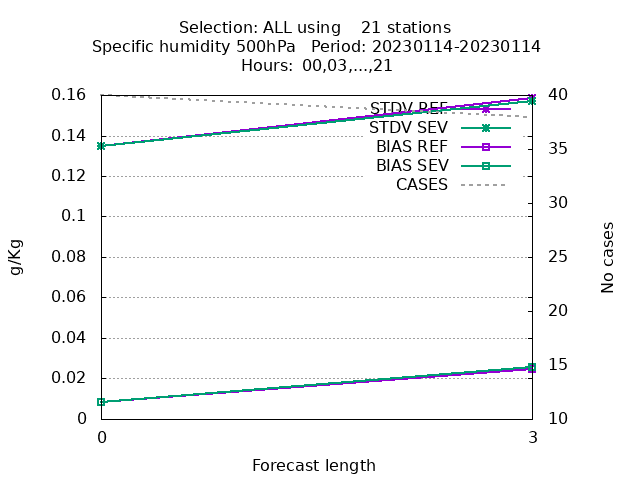 Selection: ALL using    21 stations
Specific humidity 500hPa   Period: 20230114-20230114
Hours: 00,03,...,21
STDV REF
STDV SEV
BIAS REF
BIAS SEV
CASES
0.16
0.14
0.12
0.1
0.08
0.06
0.04
0.02
0
40
35
30
25
20
15
10
g/Kg
No cases
0
3
Forecast length